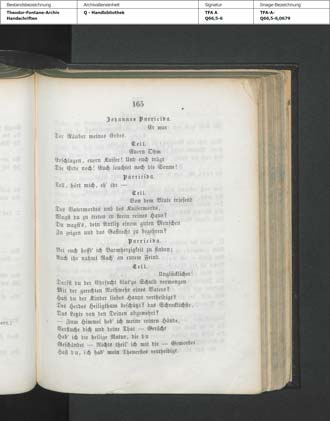 Bestandsbezeichnung
Theodor-Fontane-Archiv
Handschriften
Archivalieneinheit
Q - Handbibliothek
Signatur
TFA A
Q66,5-6
Image-Bezeichnung
TFA-A-
Q66,5-6,0679
165
Johannes Parricida.
Er war
Der Räuber meines Erbes.
Tell.
Euern Ohm
Erschlagen, euern Kaiser! Und euch trägt
Die Erde noch! Euch leuchtet noch die Sonne!
Parricida.
Tell, hört mich, eh' ihr —
Tell.
Von dem Blute triefend
Des Vatermordes und des Kaisermords,
Wagst du zu treten in mein reines Haus?
Du wagst's, dein Antlitz einem guten Menschen
Zu zeigen und das Gastrecht zu begehren?
Parricida.
Bei euch hofft' ich Barmherzigkeit zu finden;
Auch ihr nahmt Rach' an euerm Feind.
Tell.
Unglücklicher!
Darfst du der Ehrsucht blut'ge Schuld vermengen
Mit der gerechten Nothwehr eines Vaters?
Hast du der Kinder liebes Haupt vertheidigt?
Des Herdes Heiligthum beschützt? das Schrecklichste,
Das Letzte von den Deinen abgewehrt?
— Zum Himmel heb' ich meine reinen Hände,
Verfluche dich und deine That — Gerächt
Hab' ich die heilige Natur, die du
Geschändet — Nichts theil' ich mit dir — Gemordet
Hast du, ich hab' mein Theuerstes vertheidigt.